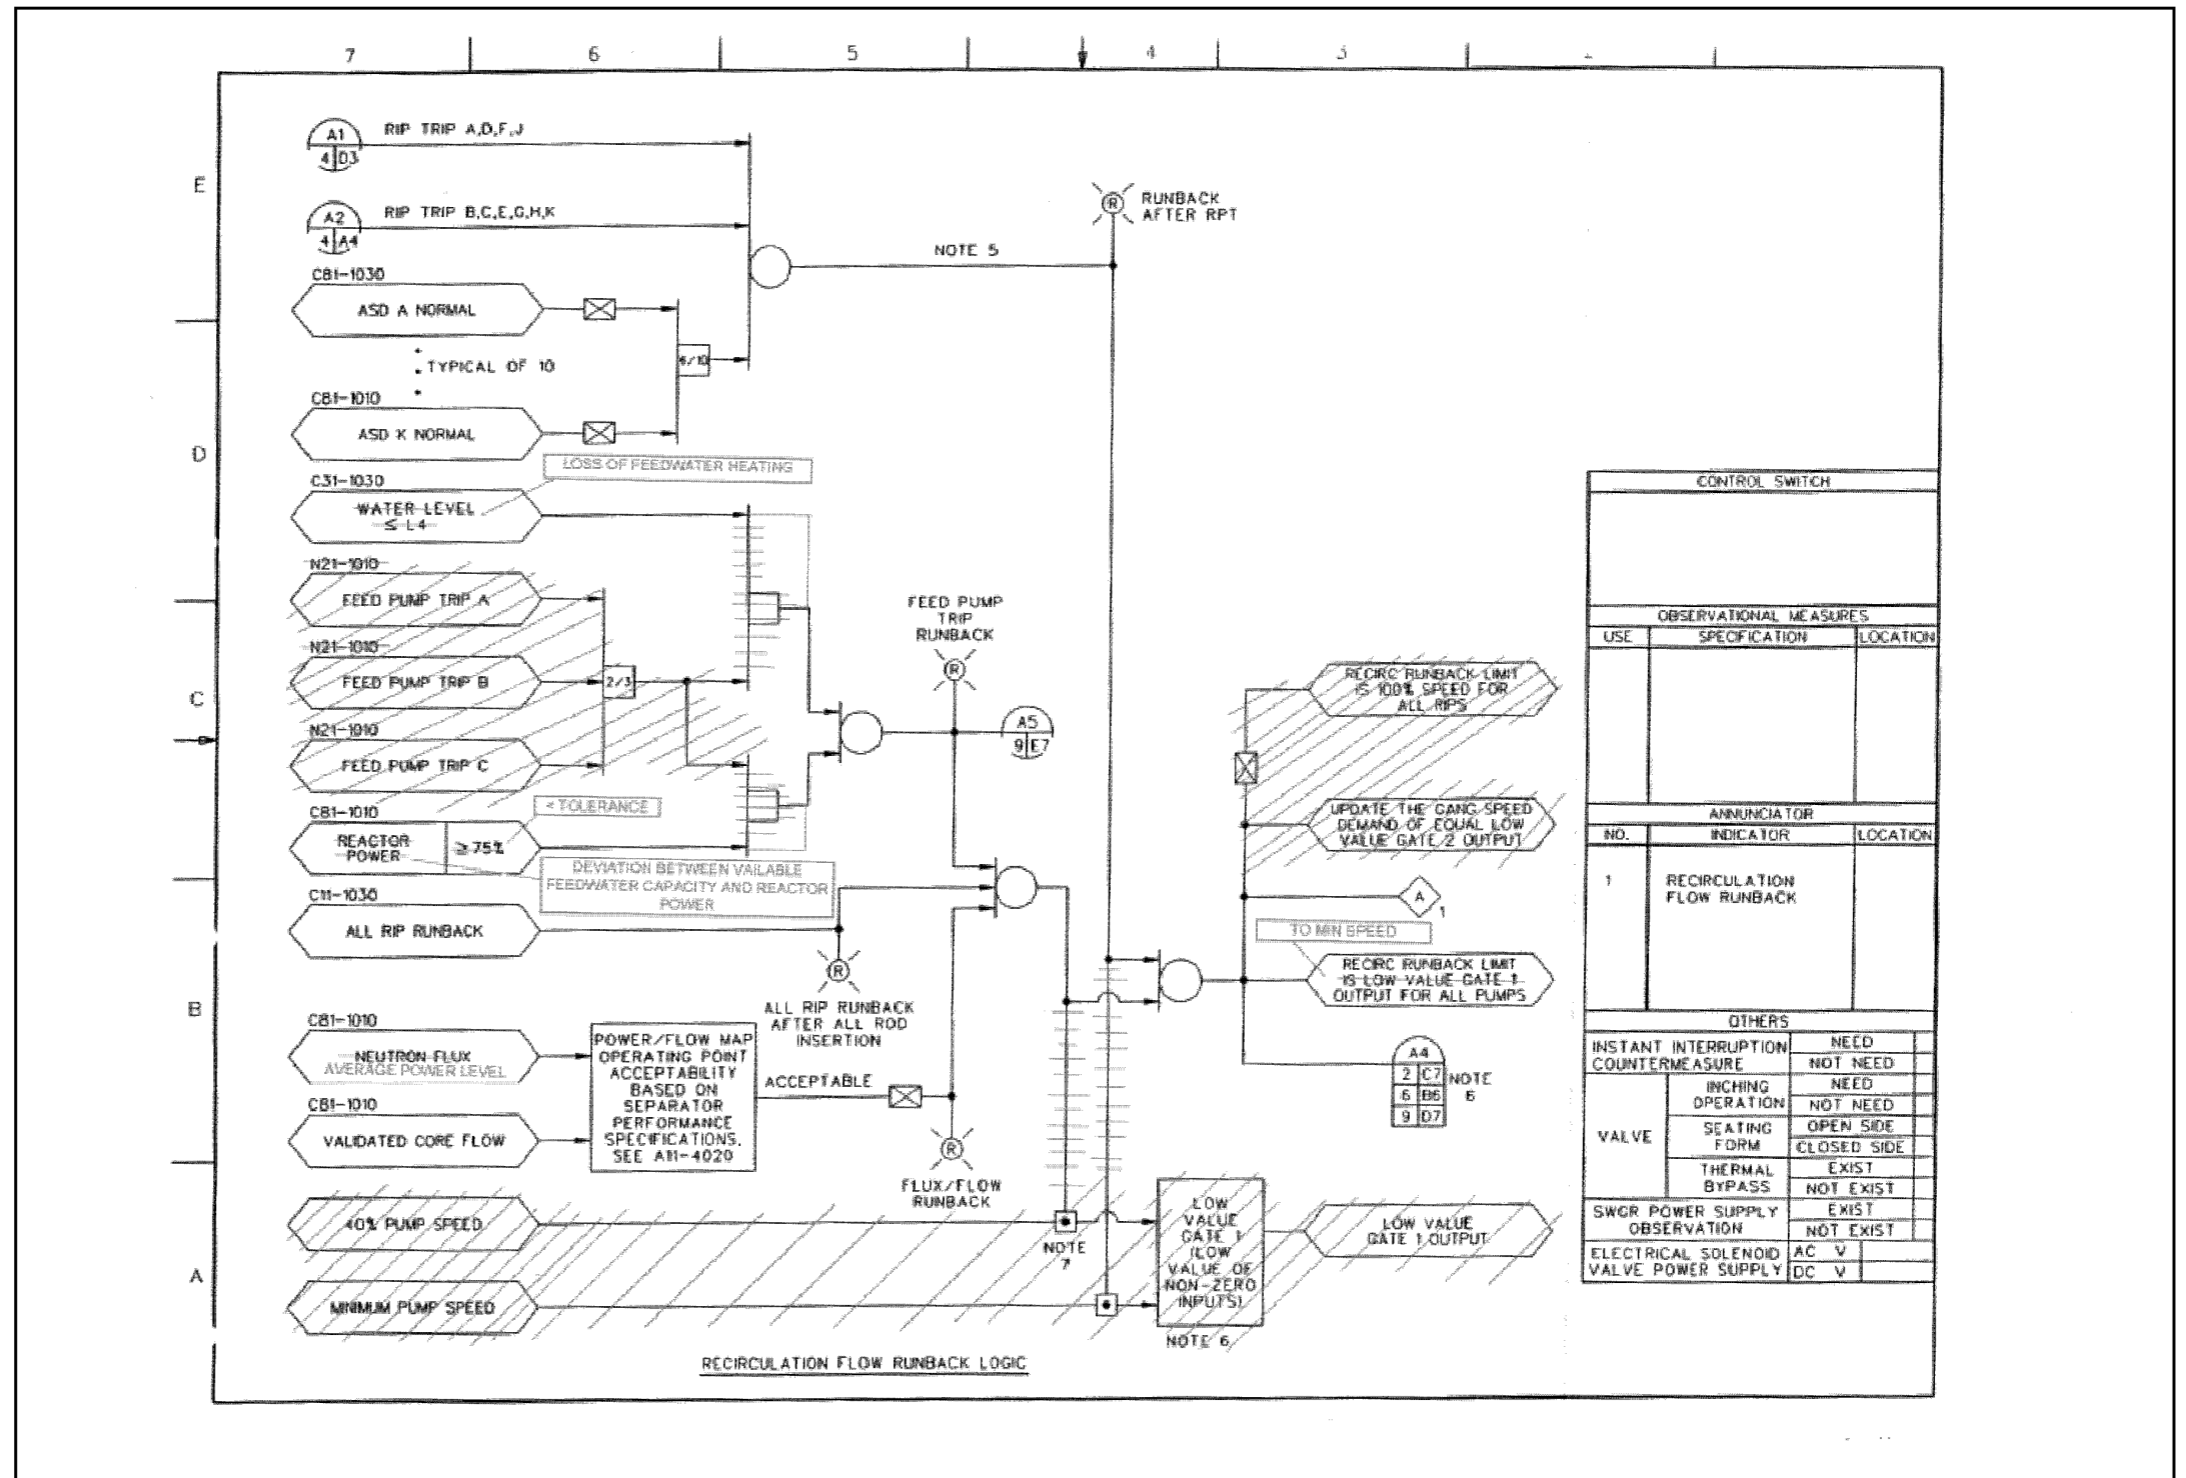 7
6
5
4
3
E
D
C
B
A
A1
4 D3
RIP TRIP A,D,F,J
A2
4 A4
RIP TRIP B,C,E,G,H,K
C81-1030
ASD A NORMAL
TYPICAL OF 10
C81-1010
ASD K NORMAL
/10
NOTE 5
R
RUNBACK
AFTER RPT
LOSS OF FEEDWATER HEATING
C31-1030
WATER LEVEL
≤ L4
N21-1010
FEED PUMP TRIP A
N21-1010
FEED PUMP TRIP B
2/3
N21-1010
FEED PUMP TRIP C
C81-1010
< TOLERANCE
REACTOR
POWER
≥75%
DEVIATION BETWEEN VAILABLE
FEEDWATER CAPACITY AND REACTOR
POWER
C11-1030
ALL RIP RUNBACK
R
ALL RIP RUNBACK
AFTER ALL ROD
INSERTION
FEED PUMP
TRIP
RUNBACK
R
A5
9 E7
C81-1010
NEUTRON FLUX
AVERAGE POWER LEVEL
C81-1010
VALIDATED CORE FLOW
POWER/FLOW MAP
OPERATING POINT
ACCEPTABILITY
BASED ON
SEPARATOR
PERFORMANCE
SPECIFICATIONS.
SEE A11-4020
ACCEPTABLE
R
FLUX/FLOW
RUNBACK
40% PUMP SPEED
MINIMUM PUMP SPEED
NOTE
7
LOW
VALUE
GATE 1
(LOW
VALUE OF
NON-ZERO
INPUTS)
NOTE 6
LOW VALUE
GATE 1 OUTPUT
RECIRC RUNBACK LIMIT
IS 100% SPEED FOR
ALL RIPS
UPDATE THE GANG SPEED
DEMAND OF EQUAL LOW
VALUE GATE 2 OUTPUT
A
1
TO MIN SPEED
RECIRC RUNBACK LIMIT
IS LOW VALUE GATE 1
OUTPUT FOR ALL PUMPS
A4
2 C7
6 B6
9 D7
NOTE
6
RECIRCULATION FLOW RUNBACK LOGIC
CONTROL SWITCH
OBSERVATIONAL MEASURES
USE SPECIFICATION LOCATION
ANNUNCIATOR
NO. INDICATOR LOCATION
1 RECIRCULATION
FLOW RUNBACK
OTHERS
INSTANT INTERRUPTION
COUNTERMEASURE
NEED
NOT NEED
VALVE
INCHING
OPERATION
NEED
NOT NEED
SEATING
FORM
OPEN SIDE
CLOSED SIDE
THERMAL
BYPASS
EXIST
NOT EXIST
SWGR POWER SUPPLY
OBSERVATION
EXIST
NOT EXIST
ELECTRICAL SOLENOID
VALVE POWER SUPPLY
AC V
DC V